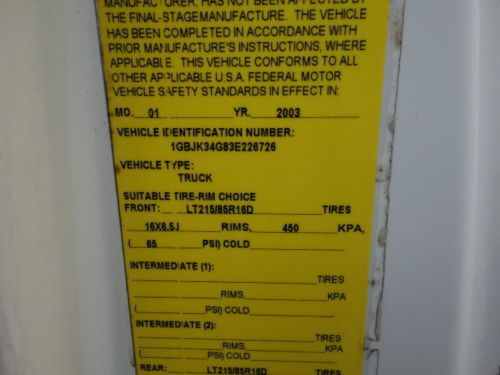 MANUFACTURER, HAS NOT BEEN AFFECTED BY
THE FINAL-STAGEMANUFACTURE. THE VEHICLE
HAS BEEN COMPLETED IN ACCORDANCE WITH
PRIOR MANUFACTURE'S INSTRUCTIONS, WHERE
APPLICABLE. THIS VEHICLE CONFORMS TO ALL
OTHER APPLICABLE U.S.A. FEDERAL MOTOR
VEHICLE SAFETY STANDARDS IN EFFECT IN:
MO. 01 YR. 2003
VEHICLE IDENTIFICATION NUMBER:
1GBJK34G83E226726
VEHICLE TYPE:
TRUCK
SUITABLE TIRE-RIM CHOICE
FRONT: LT215/85R16D TIRES
16X6.5J RIMS, 450 KPA,
( 65 PSI) COLD
INTERMEDIATE (1):
TIRES
RIMS, KPA
( PSI) COLD
INTERMEDIATE (2):
TIRES
RIMS, KPA
( PSI) COLD
REAR: LT215/85R16D TIRES